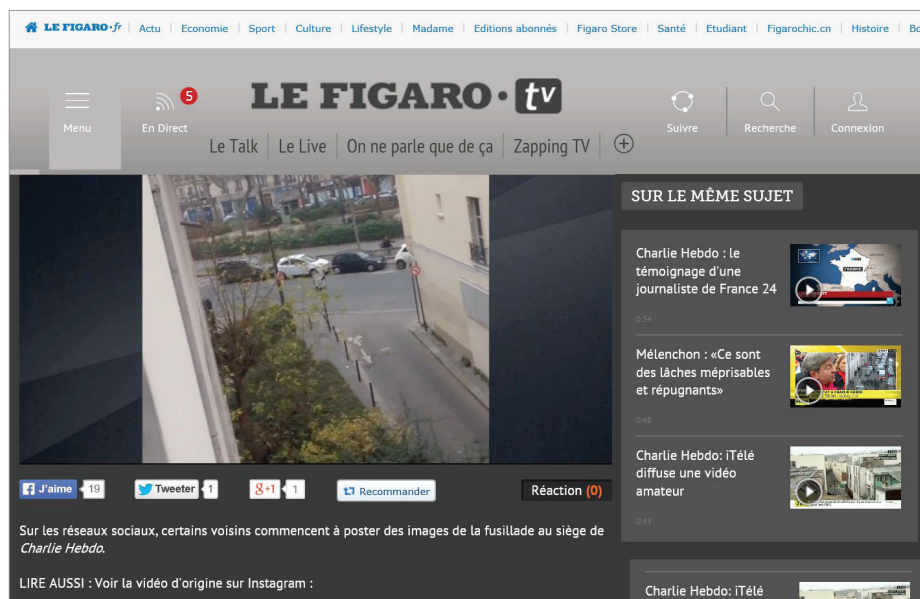 LE FIGARO·fr Actu Economie Sport Culture Lifestyle Madame Editions abonnés Figaro Store Santé Etudiant Figarochic.cn Histoire Bo
5
LE FIGARO·tv
Menu En Direct Suivre Recherche Connexion
Le Talk Le Live On ne parle que de ça Zapping TV
SUR LE MÊME SUJET
Charlie Hebdo : le
témoignage d'une
journaliste de France 24
FRANCE
0:34
Mélenchon : «Ce sont
des lâches méprisables
et répugnants»
0:48
Charlie Hebdo: iTélé
diffuse une vidéo
amateur
0:43
Charlie Hebdo: iTélé
J'aime 19 Tweeter 1 g+1 1 Recommander Réaction (0)
Sur les réseaux sociaux, certains voisins commencent à poster des images de la fusillade au siège de
Charlie Hebdo.
LIRE AUSSI : Voir la vidéo d'origine sur Instagram :